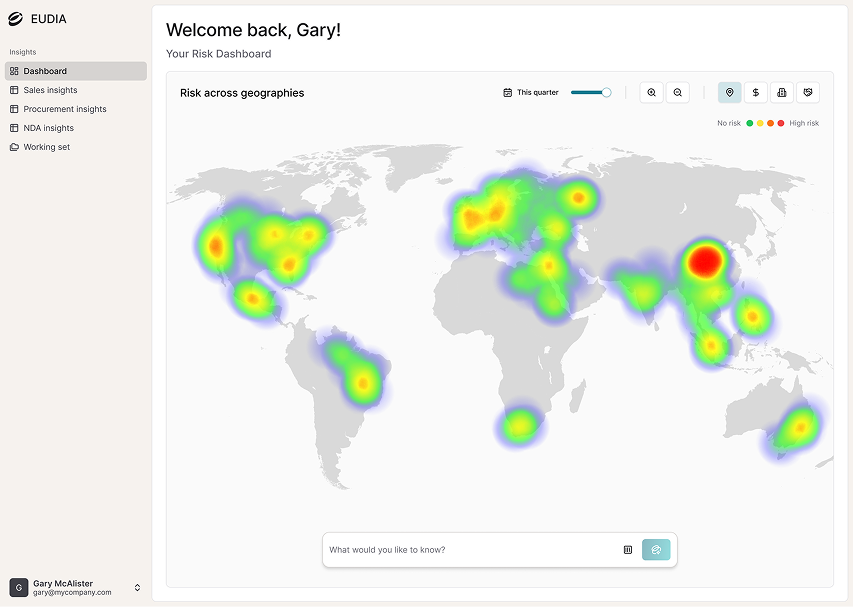 EUDIA
Insights
Dashboard
Sales insights
Procurement insights
NDA insights
Working set
Welcome back, Gary!
Your Risk Dashboard
Risk across geographies
This quarter
$
No risk
High risk
What would you like to know?
G
Gary McAlister
gary@mycompany.com